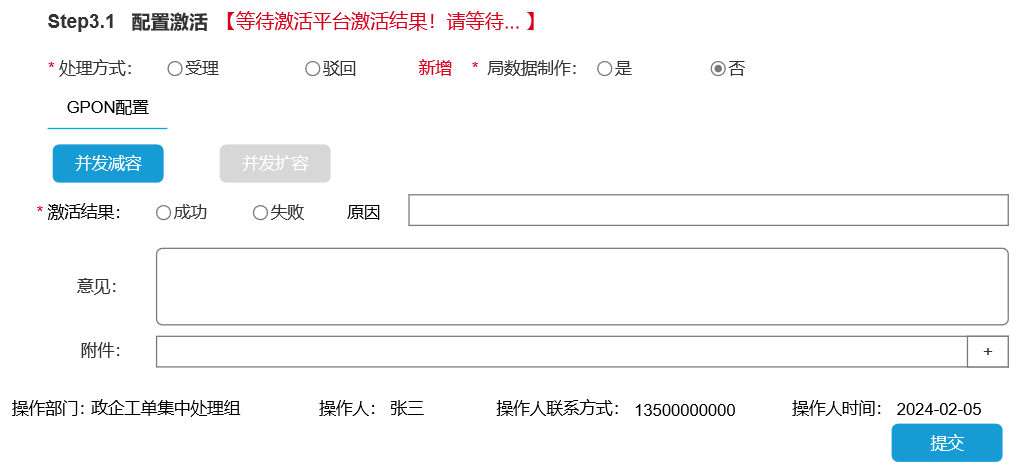 Step3.1 配置激活 【等待激活平台激活结果！请等待... 】
* 处理方式： 受理 驳回 新增 * 局数据制作： 是 否
GPON配置
并发减容 并发扩容
* 激活结果： 成功 失败 原因
意见：
附件： +
操作部门：政企工单集中处理组 操作人： 张三 操作人联系方式： 13500000000 操作人时间： 2024-02-05
提交